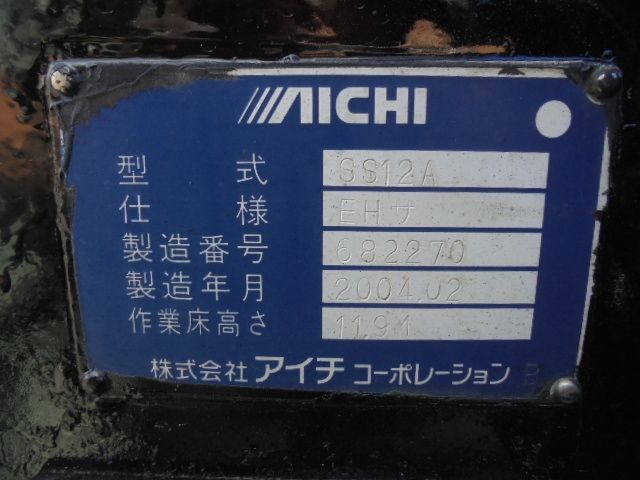 AICHI
型式 SS12A
仕様 EHナ
製造番号 682270
製造年月 2004.02
作業床高さ 11.91
株式会社 アイチ コーポレーション